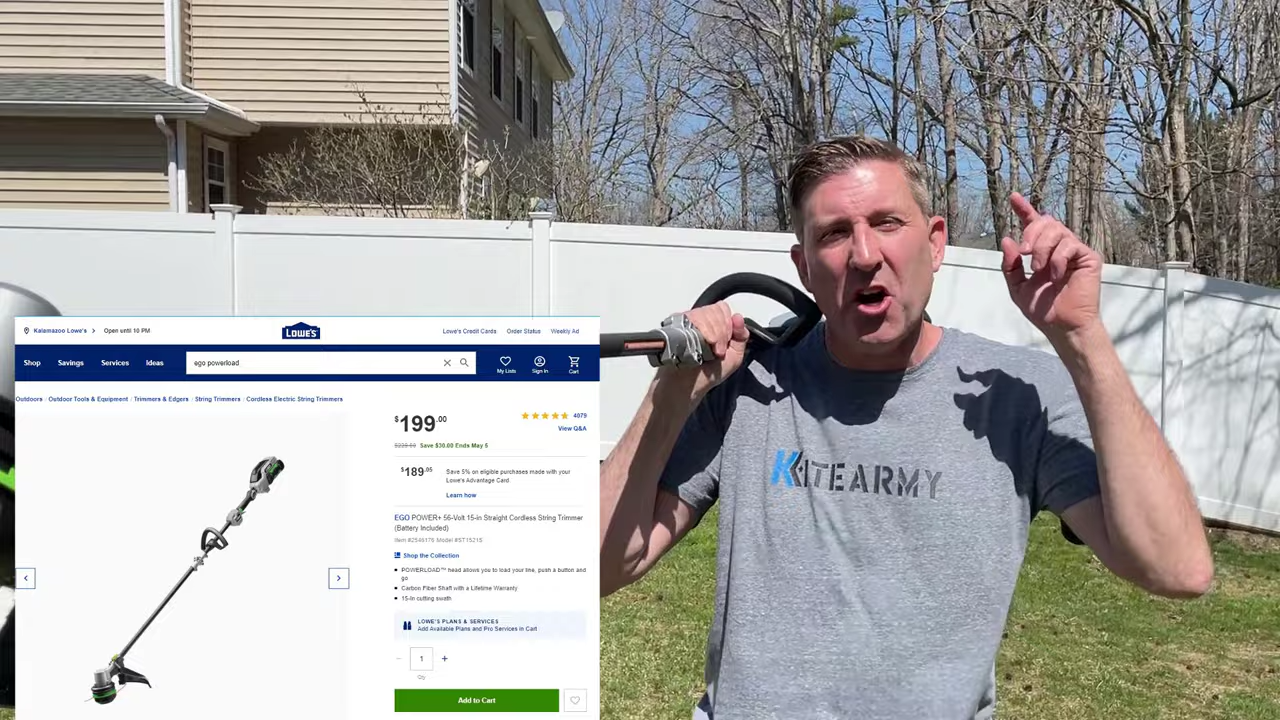 Kalamazoo Lowe's > Open until 10 PM
LOWE'S
Lowe's Credit Cards Order Status Weekly Ad
Shop Savings Services Ideas
ego powerload
My Lists Sign In Cart
Outdoors / Outdoor Tools & Equipment / Trimmers & Edgers / String Trimmers / Cordless Electric String Trimmers
$199.00
4079
View Q&A
Save $30.00 Ends May 5
$189.05
Save 5% on eligible purchases made with your
Lowe's Advantage Card.
Learn how
EGO POWER+ 56-Volt 15-in Straight Cordless String Trimmer
(Battery Included)
Item #2546176 Model #ST1521S
Shop the Collection
POWERLOAD™ head allows you to load your line, push a button and
go
Carbon Fiber Shaft with a Lifetime Warranty
15-in cutting swath
LOWE'S PLANS & SERVICES
Add Available Plans and Pro Services in Cart
- 1 +
Qty
Add to Cart
KITEARMY